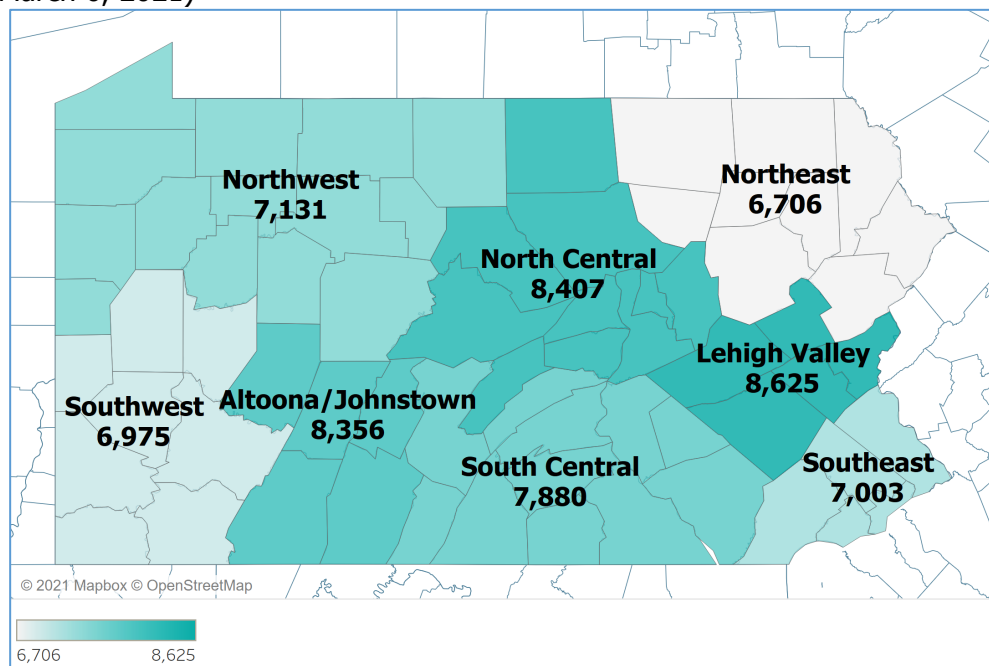 Northwest
7,131
Northeast
6,706
North Central
8,407
Lehigh Valley
8,625
Southwest
6,975
Altoona/Johnstown
8,356
South Central
7,880
Southeast
7,003
© 2021 Mapbox © OpenStreetMap
6,706 8,625